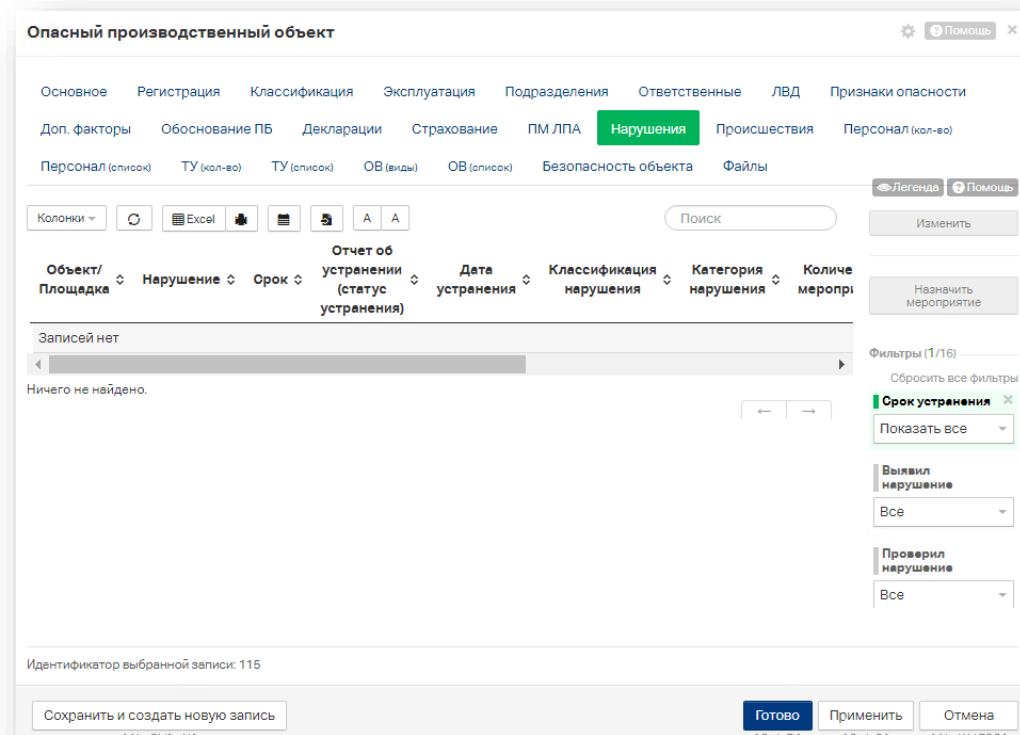 Опасный производственный объект
Помощь
Основное Регистрация Классификация Эксплуатация Подразделения Ответственные ЛВД Признаки опасности
Доп. факторы Обоснование ПБ Декларации Страхование ПМ ЛПА Нарушения Происшествия Персонал (кол-во)
Персонал (список) ТУ (кол-во) ТУ (список) ОВ (виды) ОВ (список) Безопасность объекта Файлы
Легенда Помощь
Колонки Excel A A Поиск
Изменить
Объект/ Площадка Нарушение Срок Отчет об устранении (статус устранения) Дата устранения Классификация нарушения Категория нарушения Количе меропри
Назначить
мероприятие
Записей нет
Ничего не найдено.
Фильтры (1/16)
Сбросить все фильтры
Срок устранения
Показать все
← →
Выявил
нарушение
Все
Проверил
нарушение
Все
Идентификатор выбранной записи: 115
Сохранить и создать новую запись Готово Применить Отмена